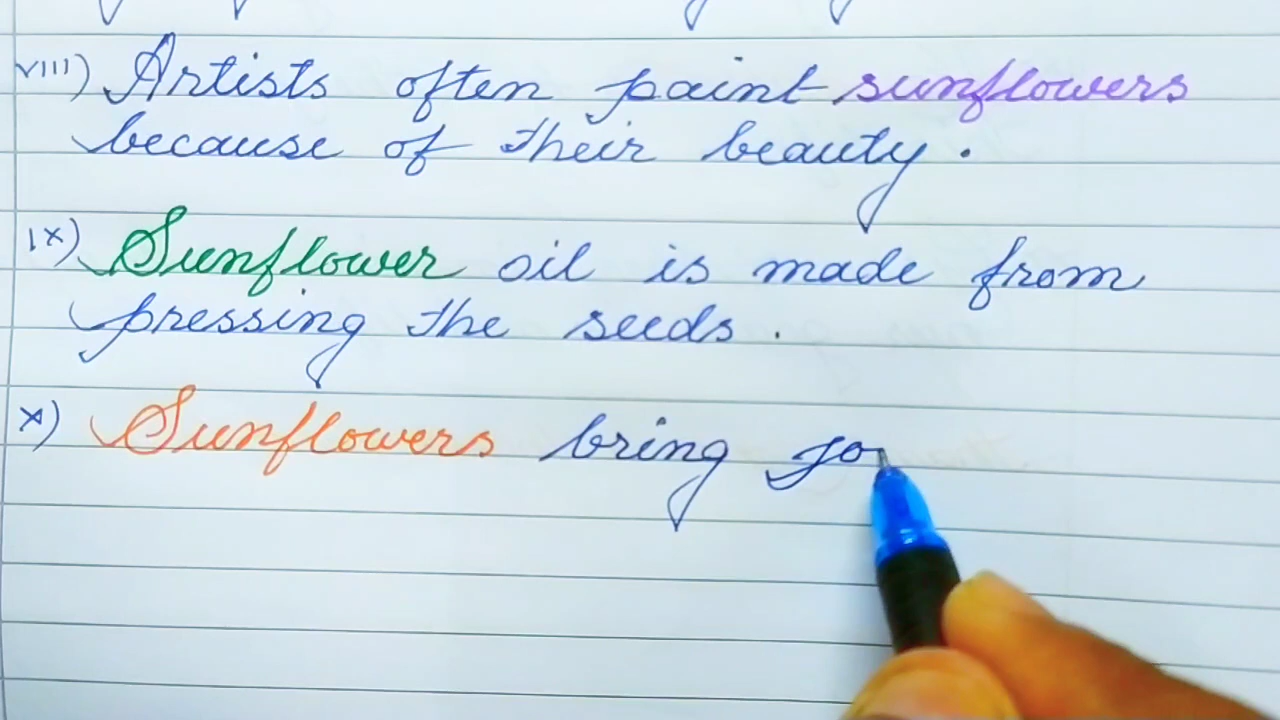 VIII) Artists often paint sunflowers
because of their beauty.
IX) Sunflower oil is made from
pressing the seeds.
X) Sunflowers bring jo